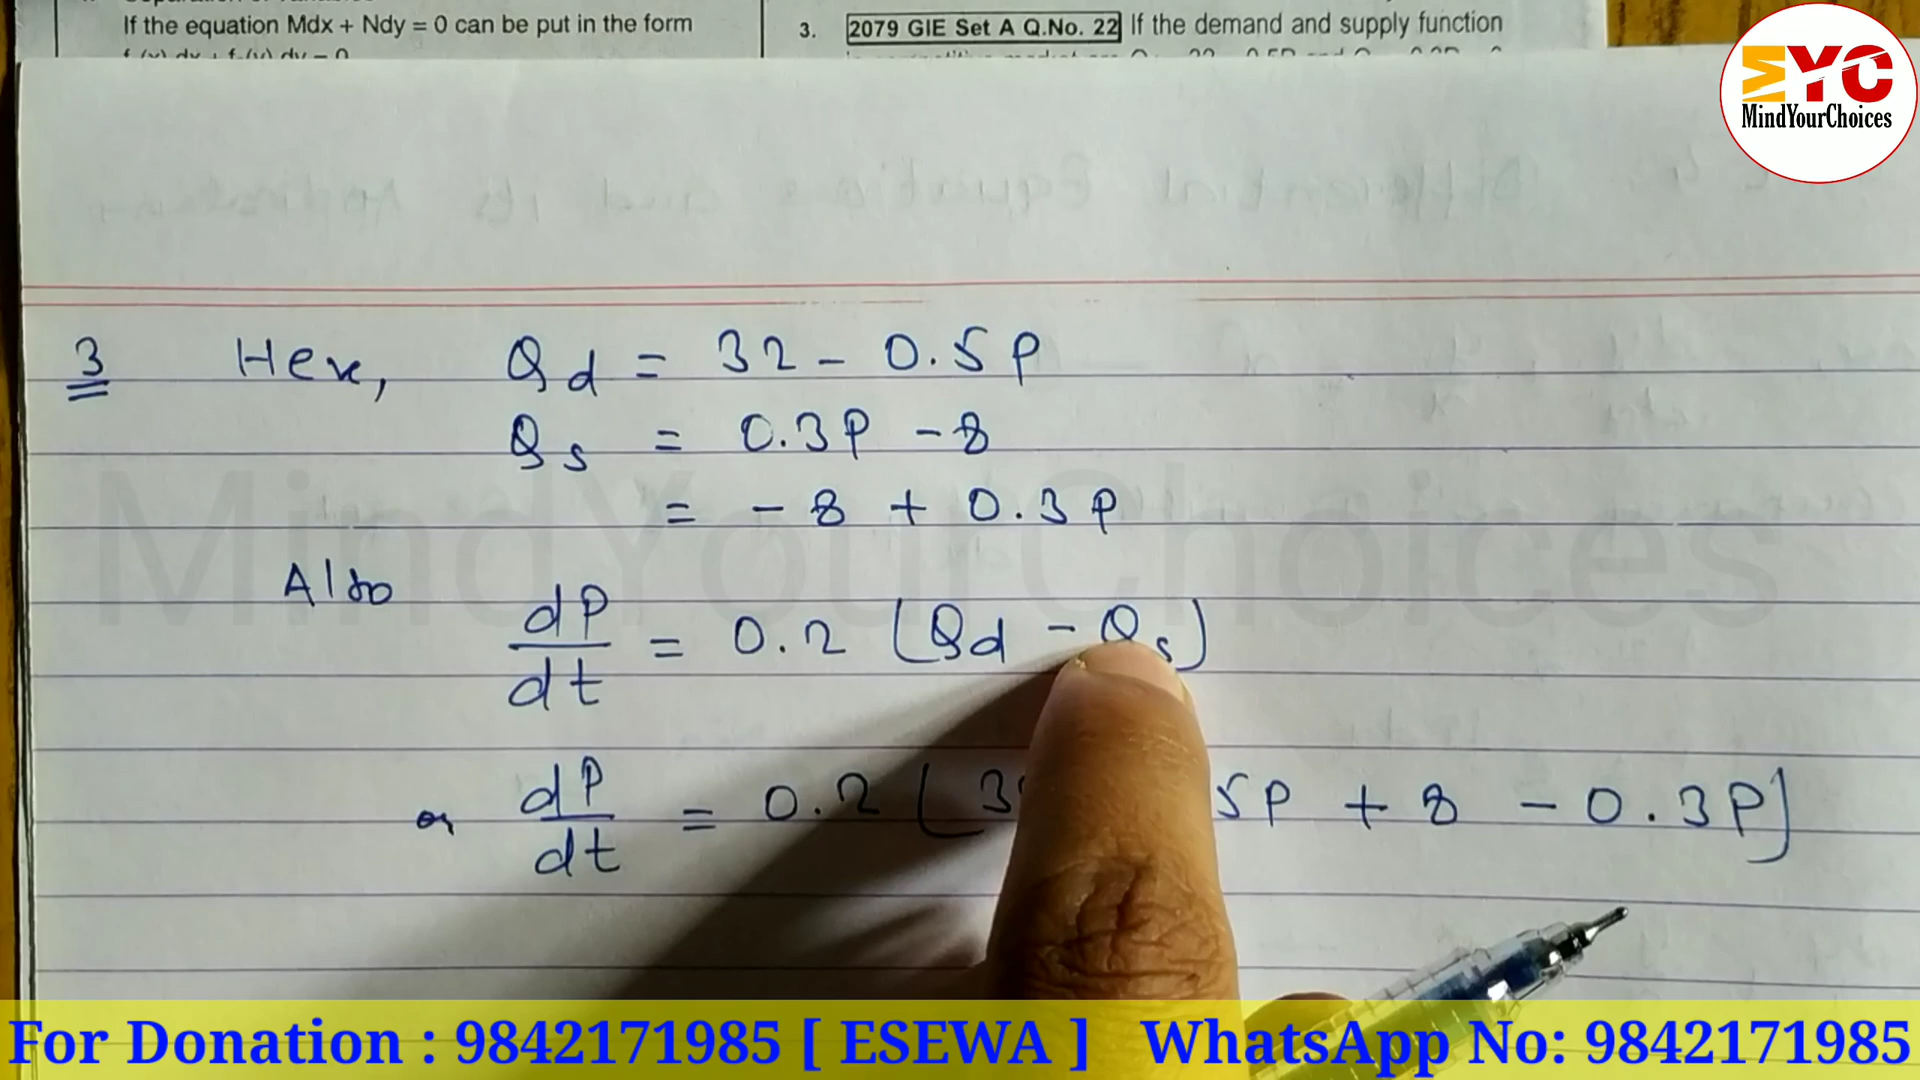 If the equation Mdx + Ndy = 0 can be put in the form
3. 2079 GIE Set A Q.No. 22 If the demand and supply function
MYC
MindYourChoices
3 Here, Qd = 32 - 0.5P
Qs = 0.3P - 8
= - 8 + 0.3P
Also
dP/dt = 0.2 (Qd - Qs)
or dP/dt = 0.2 [3 5P + 8 - 0.3P]
MindYourChoices
For Donation : 9842171985 [ ESEWA ] WhatsApp No: 9842171985